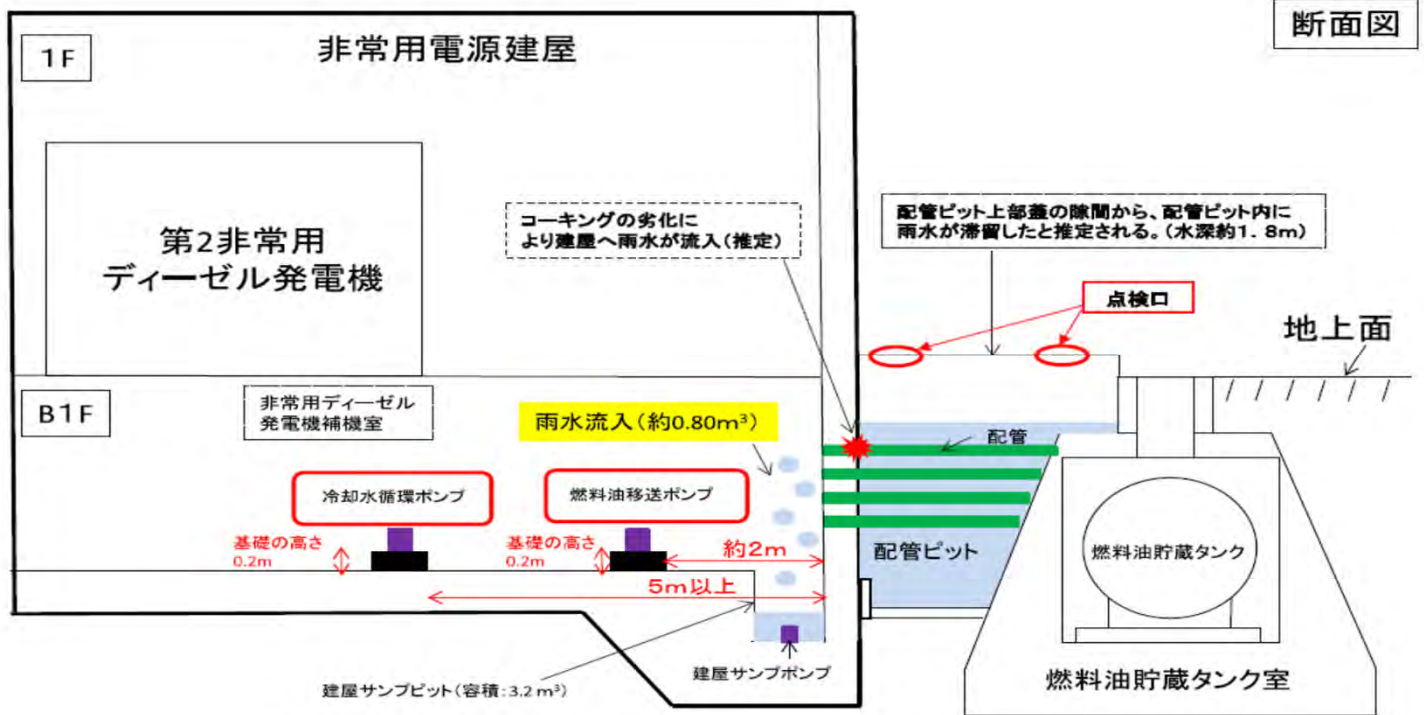 断面図
1F
非常用電源建屋
第2非常用
ディーゼル発電機
コーキングの劣化に
より建屋へ雨水が流入(推定)
配管ピット上部蓋の隙間から、配管ピット内に
雨水が滞留したと推定される。(水深約1.8m)
点検口
地上面
B1F
非常用ディーゼル
発電機補機室
雨水流入(約0.80m³)
配管
冷却水循環ポンプ
燃料油移送ポンプ
基礎の高さ
0.2m
基礎の高さ
0.2m
約2m
配管ピット
燃料油貯蔵タンク
5m以上
建屋サンプポンプ
建屋サンプピット(容積:3.2m³)
燃料油貯蔵タンク室